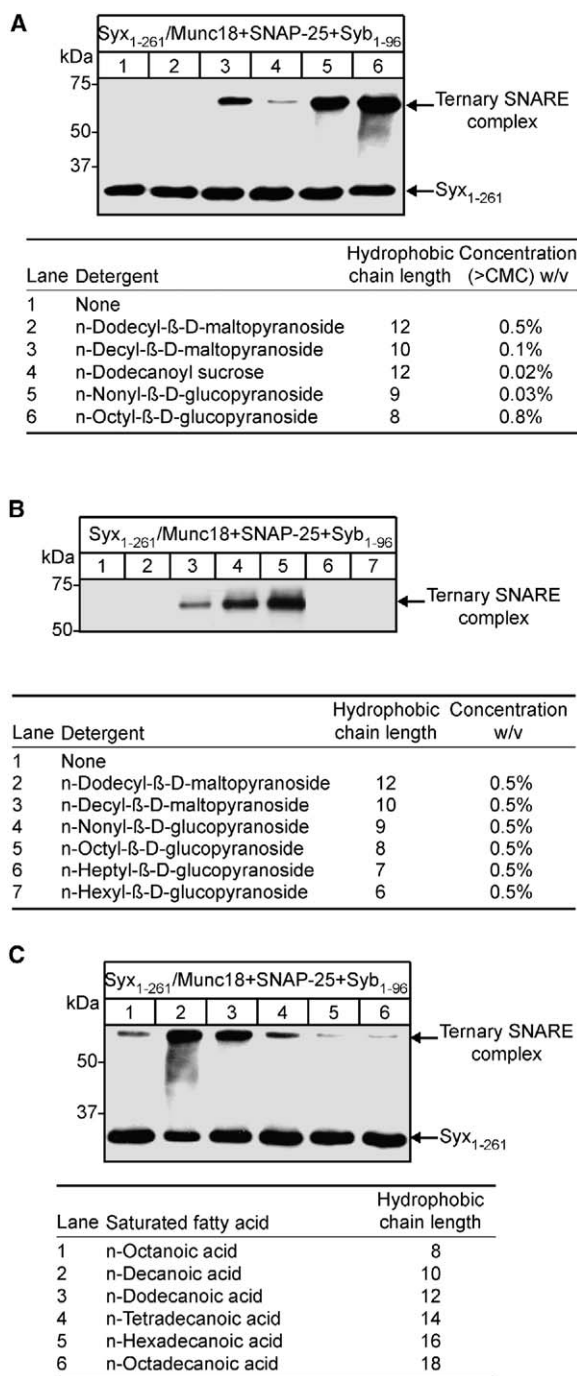 A
Syx1-261/Munc18+SNAP-25+Syb1-96
kDa 1 2 3 4 5 6
75-
Ternary SNARE complex
50-
37-
Syx1-261
Lane Detergent Hydrophobic chain length Concentration (>CMC) w/v
1 None
2 n-Dodecyl-ß-D-maltopyranoside 12 0.5%
3 n-Decyl-ß-D-maltopyranoside 10 0.1%
4 n-Dodecanoyl sucrose 12 0.02%
5 n-Nonyl-ß-D-glucopyranoside 9 0.03%
6 n-Octyl-ß-D-glucopyranoside 8 0.8%
B
Syx1-261/Munc18+SNAP-25+Syb1-96
kDa 1 2 3 4 5 6 7
75-
Ternary SNARE complex
50-
Lane Detergent Hydrophobic chain length Concentration w/v
1 None
2 n-Dodecyl-ß-D-maltopyranoside 12 0.5%
3 n-Decyl-ß-D-maltopyranoside 10 0.5%
4 n-Nonyl-ß-D-glucopyranoside 9 0.5%
5 n-Octyl-ß-D-glucopyranoside 8 0.5%
6 n-Heptyl-ß-D-glucopyranoside 7 0.5%
7 n-Hexyl-ß-D-glucopyranoside 6 0.5%
C
Syx1-261/Munc18+SNAP-25+Syb1-96
kDa 1 2 3 4 5 6
Ternary SNARE complex
50-
37-
Syx1-261
Lane Saturated fatty acid Hydrophobic chain length
1 n-Octanoic acid 8
2 n-Decanoic acid 10
3 n-Dodecanoic acid 12
4 n-Tetradecanoic acid 14
5 n-Hexadecanoic acid 16
6 n-Octadecanoic acid 18